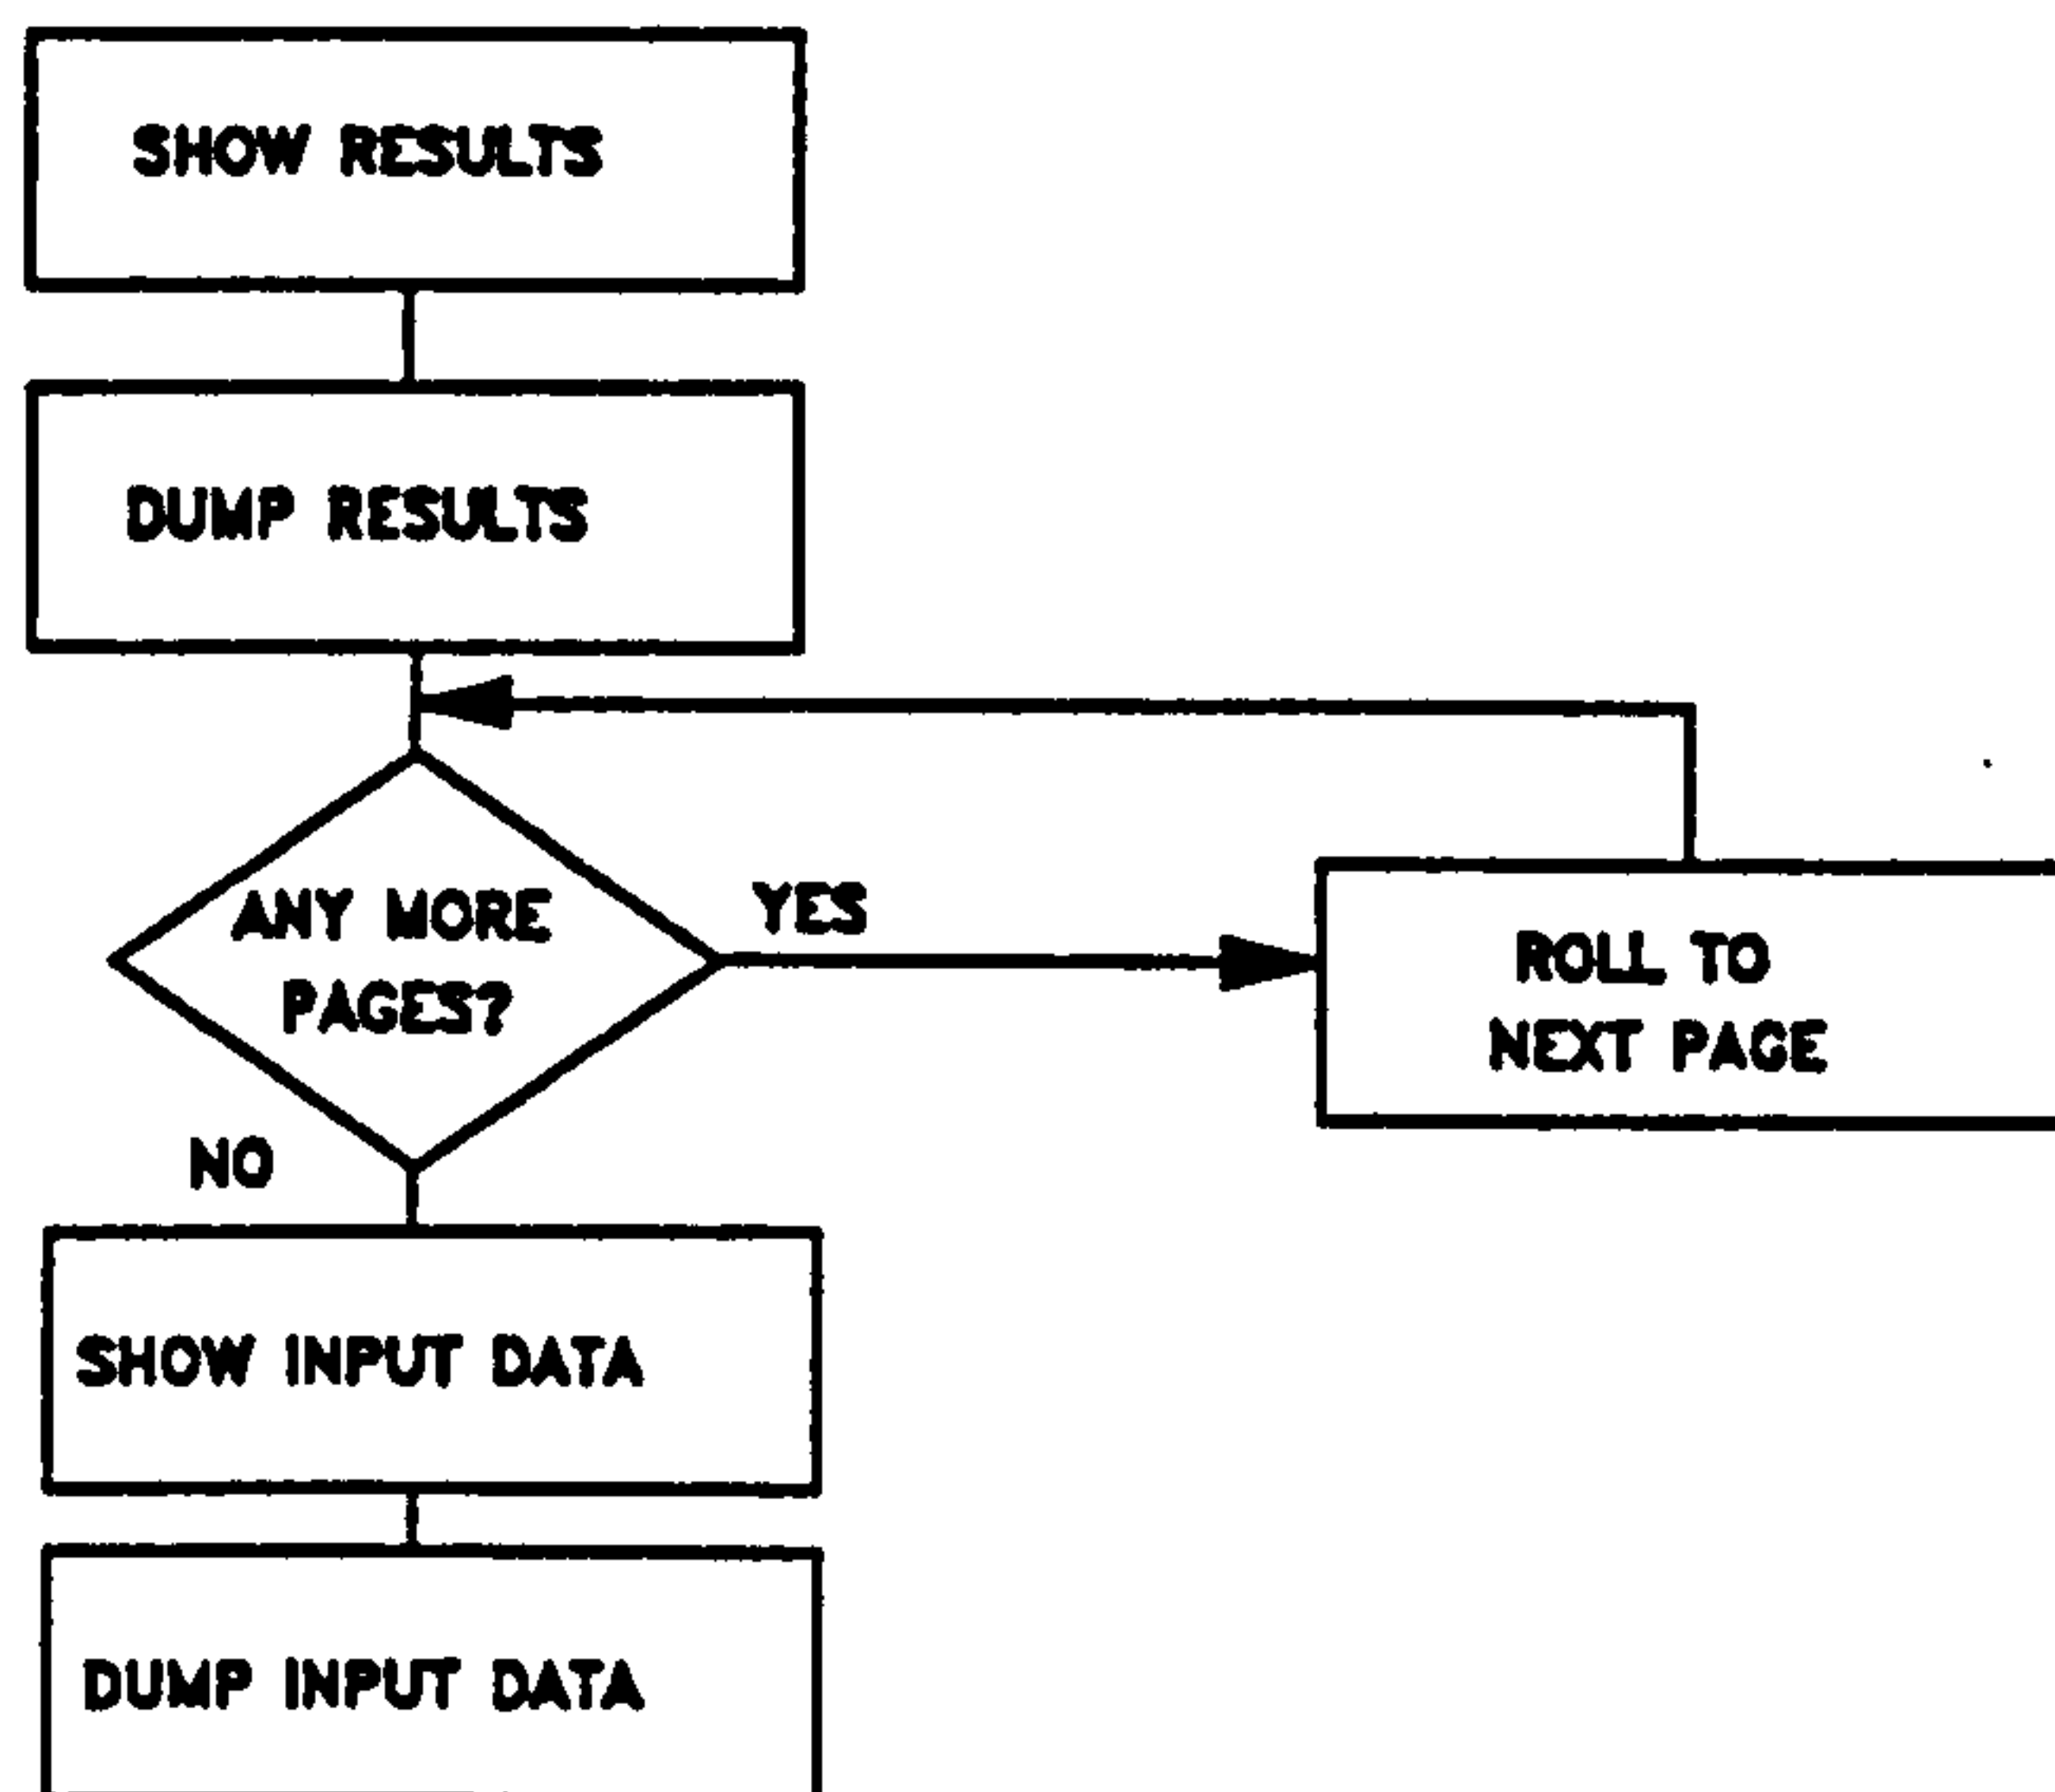 SHOW RESULTS
DUMP RESULTS
ANY MORE
PAGES?
YES
ROLL TO
NEXT PAGE
NO
SHOW INPUT DATA
DUMP INPUT DATA